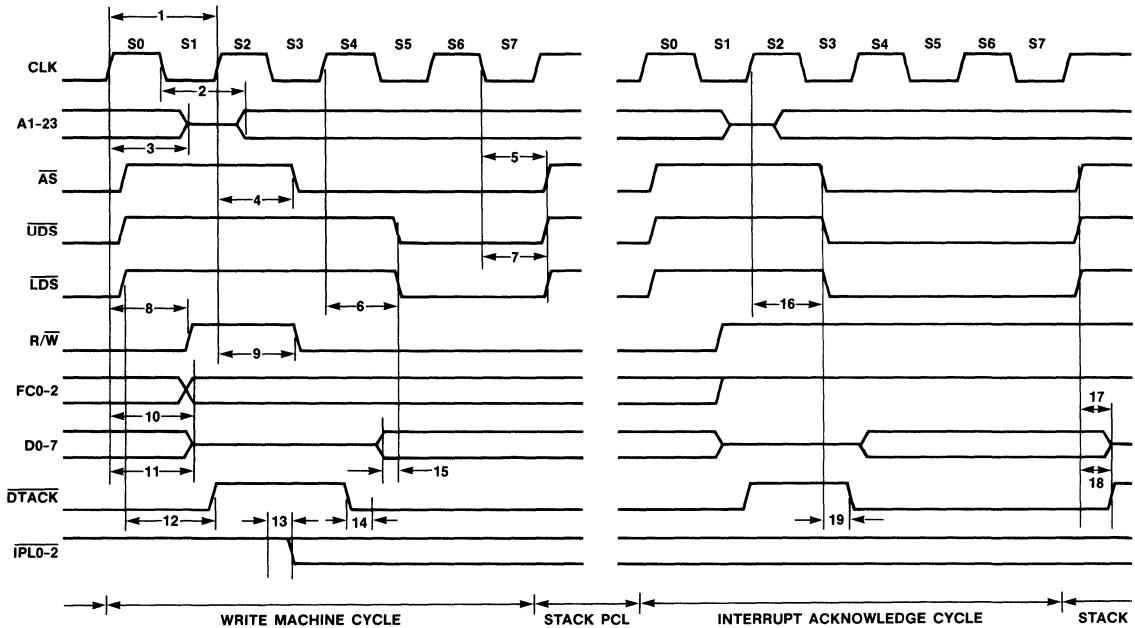 1
S0 S1 S2 S3 S4 S5 S6 S7 S0 S1 S2 S3 S4 S5 S6 S7
CLK
2
A1-23
3 5
AS
4
UDS
7
LDS
8 6 16
R/W
9
FC0-2
10 17
D0-7
11 15 18
DTACK
12 13 14 19
IPL0-2
WRITE MACHINE CYCLE STACK PCL INTERRUPT ACKNOWLEDGE CYCLE STACK